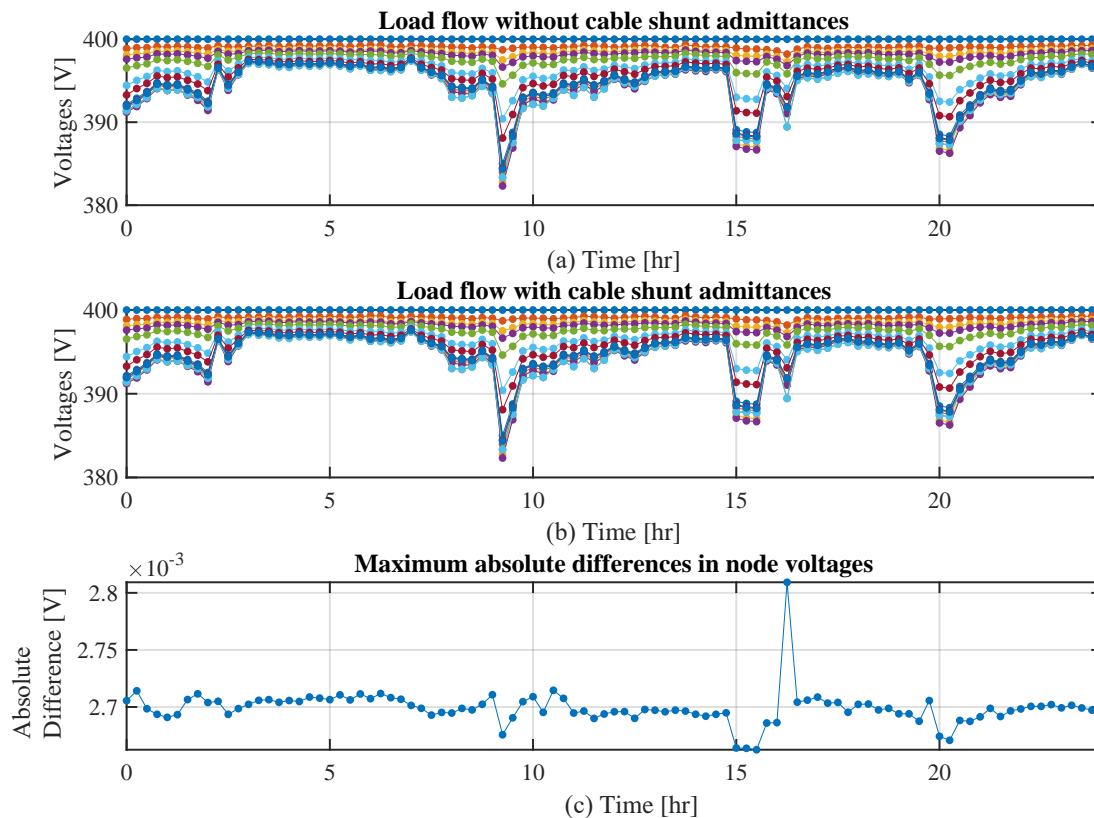 Load flow without cable shunt admittances
Voltages [V]
400
390
380
0 5 10 15 20
(a) Time [hr]
Load flow with cable shunt admittances
Voltages [V]
400
390
380
0 5 10 15 20
(b) Time [hr]
Maximum absolute differences in node voltages
×10⁻³
Absolute
Difference [V]
2.8
2.75
2.7
0 5 10 15 20
(c) Time [hr]